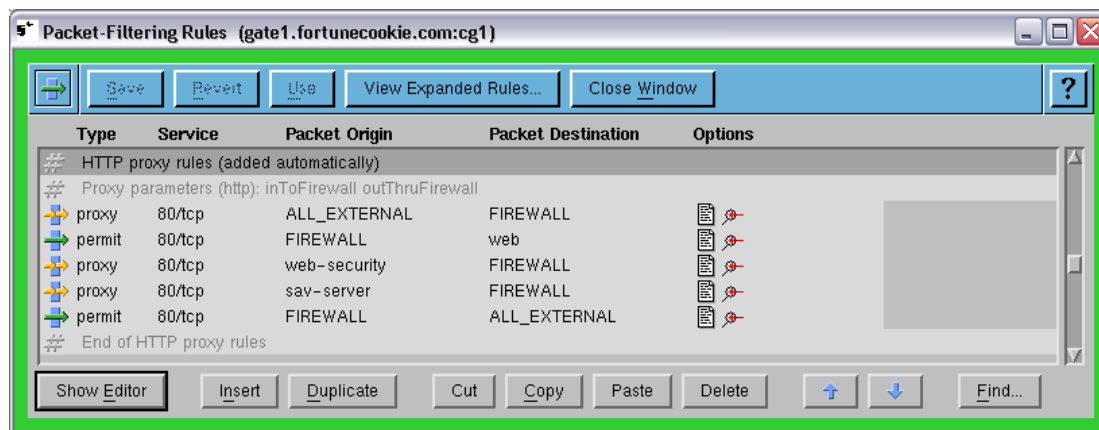 Packet-Filtering Rules (gate1.fortunecookie.com:cg1)
Save Revert Use View Expanded Rules... Close Window ?
Type Service Packet Origin Packet Destination Options
# HTTP proxy rules (added automatically)
# Proxy parameters (http): inToFirewall outThruFirewall
proxy 80/tcp ALL_EXTERNAL FIREWALL
permit 80/tcp FIREWALL web
proxy 80/tcp web-security FIREWALL
proxy 80/tcp sav-server FIREWALL
permit 80/tcp FIREWALL ALL_EXTERNAL
# End of HTTP proxy rules
Show Editor Insert Duplicate Cut Copy Paste Delete Find...